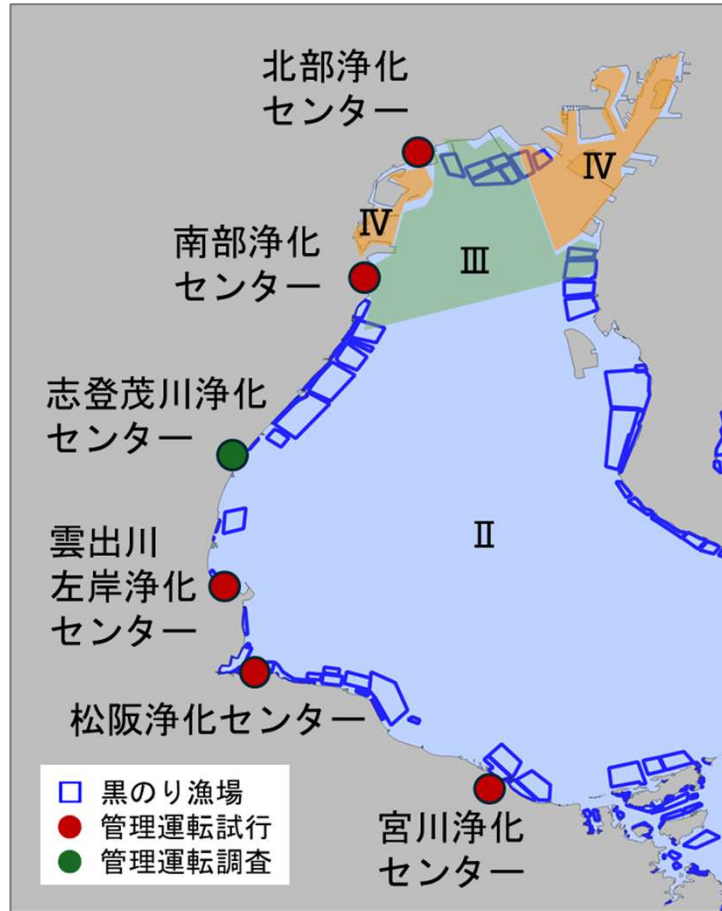 北部浄化
センター
Ⅳ
Ⅳ
南部浄化
センター
Ⅲ
志登茂川浄化
センター
Ⅱ
雲出川
左岸浄化
センター
松阪浄化センター
宮川浄化
センター
黒のり漁場
管理運転試行
管理運転調査